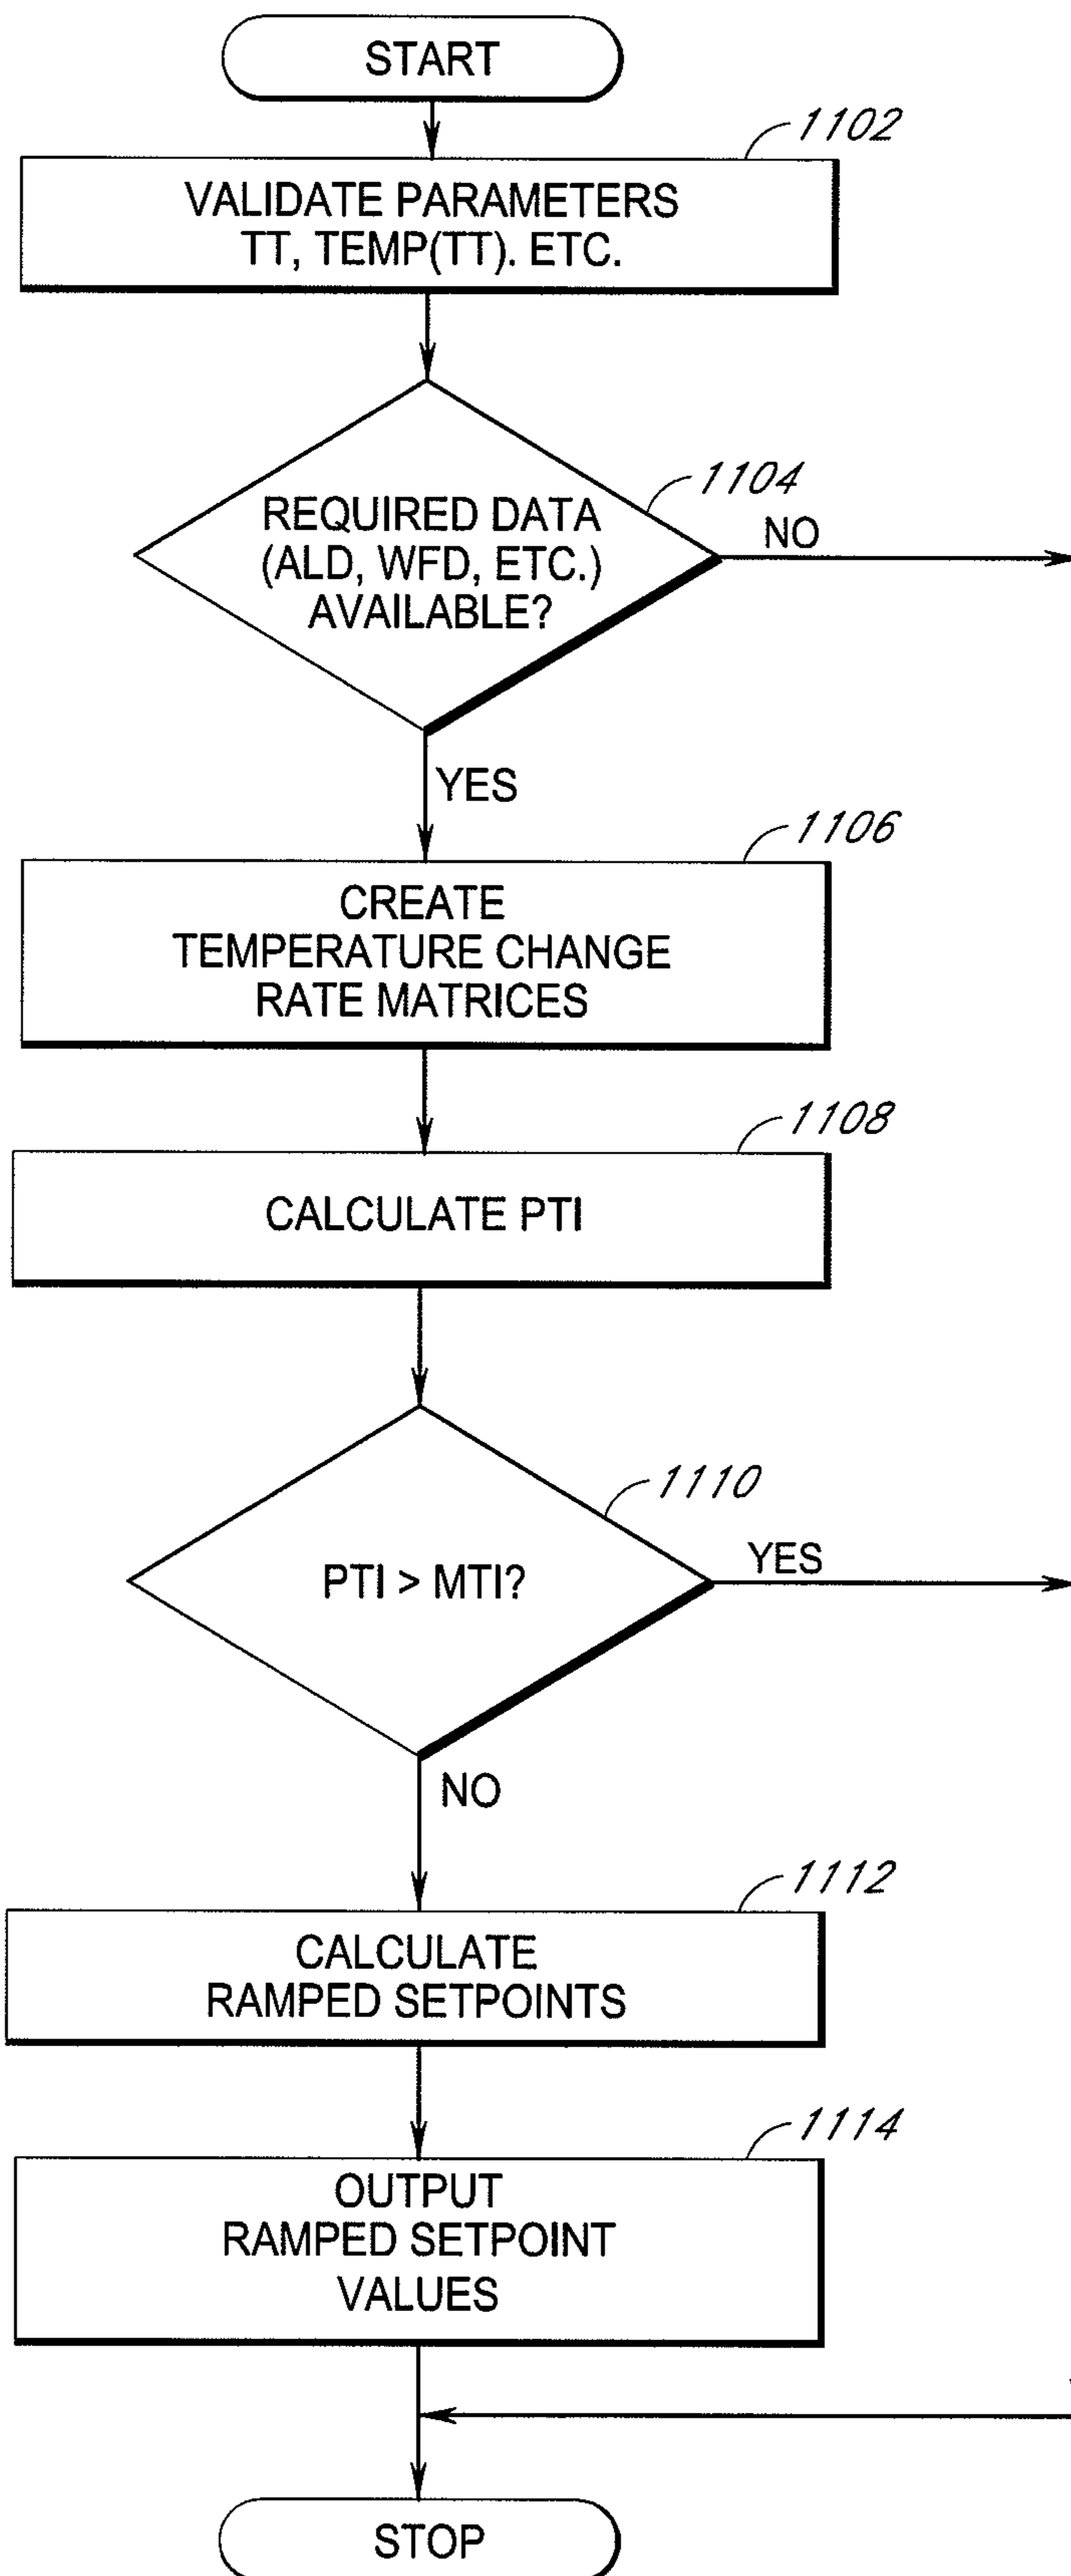 START
1102
VALIDATE PARAMETERS
TT, TEMP(TT). ETC.
1104
REQUIRED DATA
(ALD, WFD, ETC.)
AVAILABLE?
NO
YES
1106
CREATE
TEMPERATURE CHANGE
RATE MATRICES
1108
CALCULATE PTI
1110
PTI > MTI?
YES
NO
1112
CALCULATE
RAMPED SETPOINTS
1114
OUTPUT
RAMPED SETPOINT
VALUES
STOP